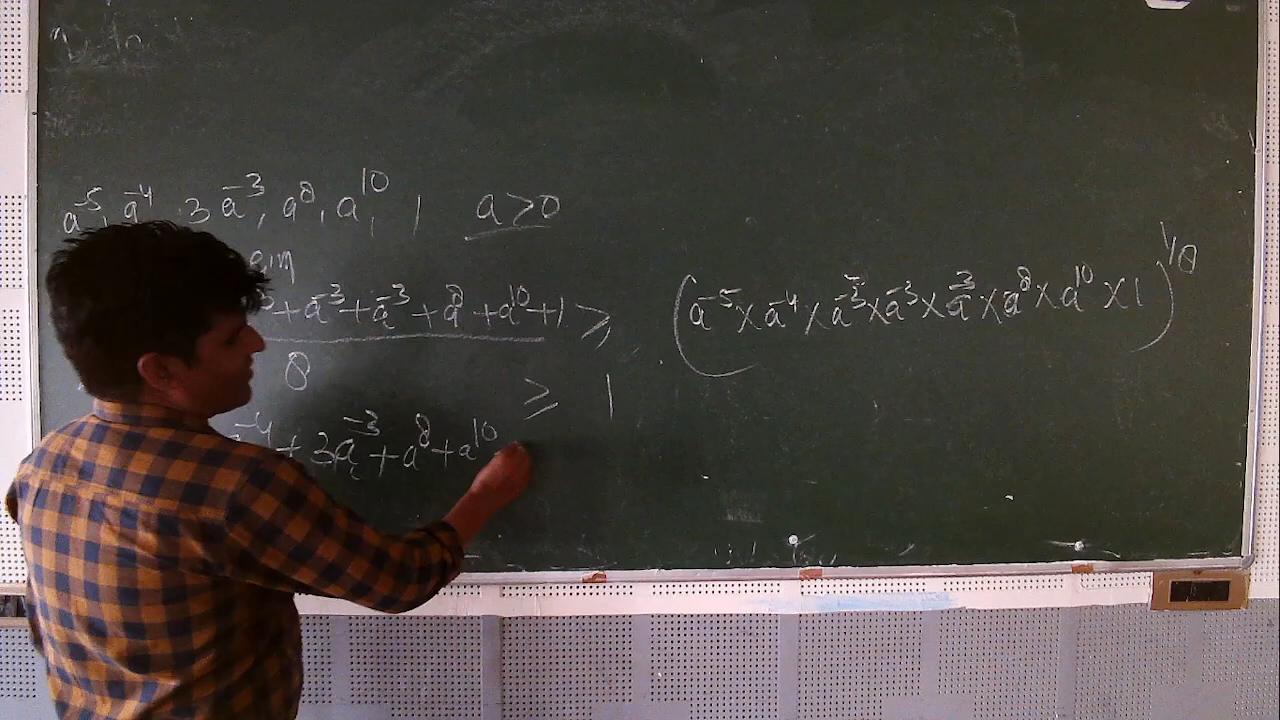 a⁻⁵, a⁻⁴, 3a⁻³, a⁸, a¹⁰, 1 a>0
+a⁻³+a⁻³+a⁸+a¹⁰+1 ≥ (a⁻⁵×a⁻⁴×a⁻³×a⁻³×a⁻³×a⁸×a¹⁰×1)^1/8
8
≥ 1
⁻⁴+3a⁻³+a⁸+a¹⁰